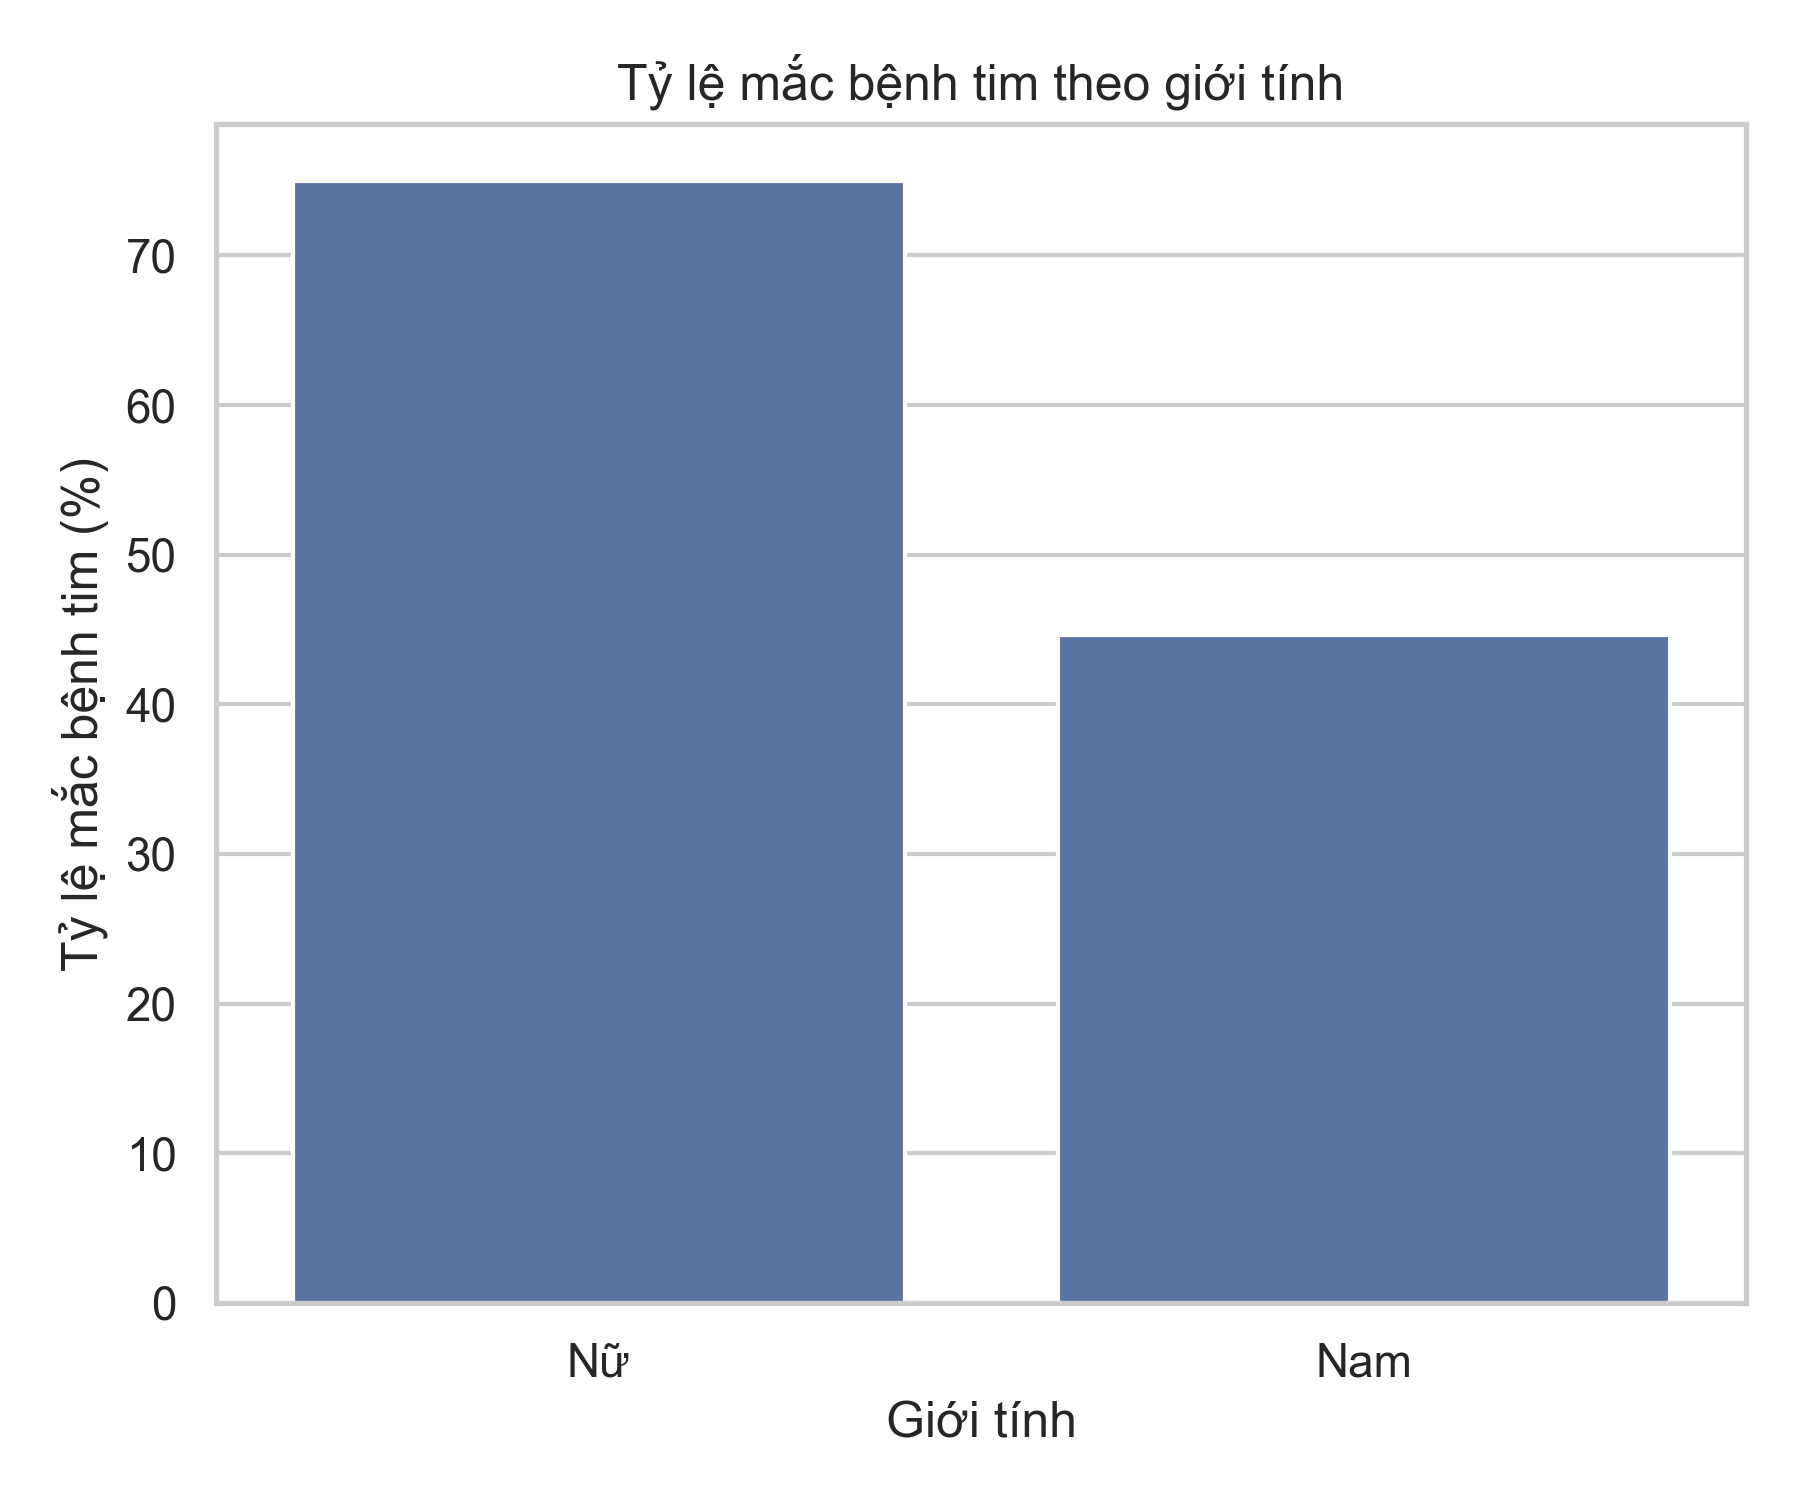 Tỷ lệ mắc bệnh tim theo giới tính
Tỷ lệ mắc bệnh tim (%)
70
60
50
40
30
20
10
0
Nữ
Nam
Giới tính